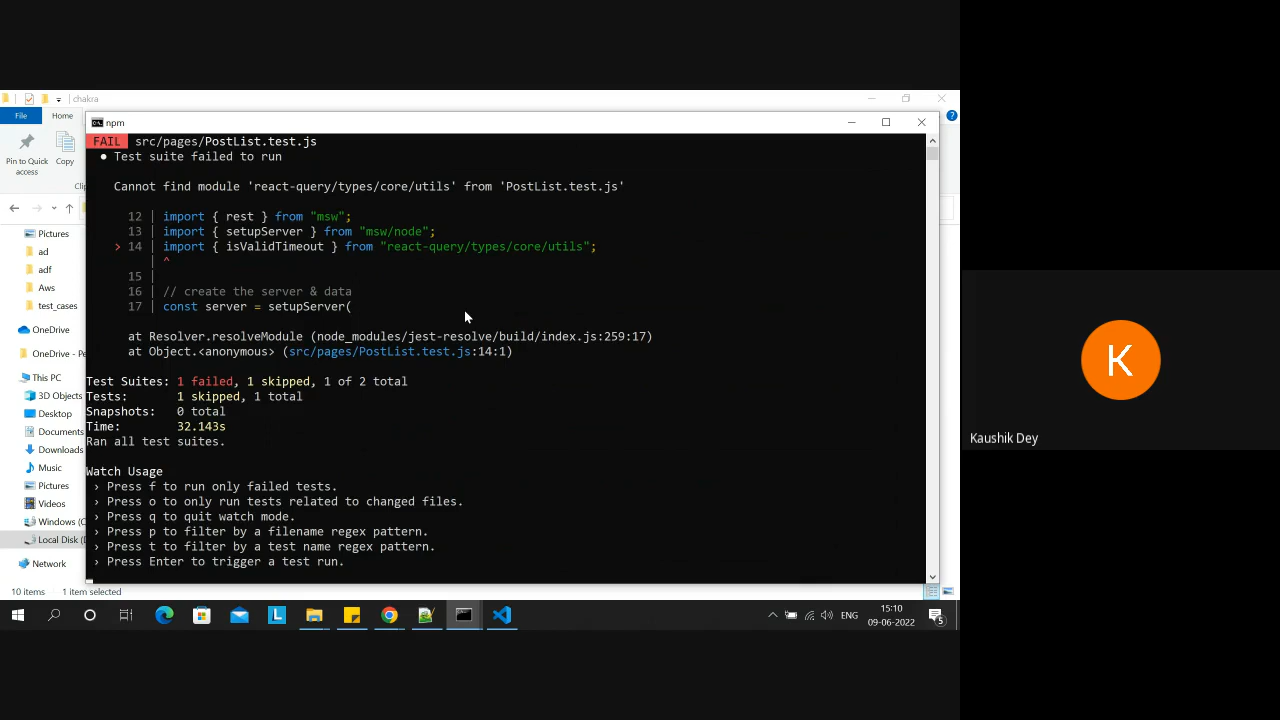 chakra
File
Home
Pin to Quick
access
Copy
Pictures
ad
adf
Aws
test_cases
OneDrive
OneDrive - Pe
This PC
3D Objects
Desktop
Documents
Downloads
Music
Pictures
Videos
Windows (C
Local Disk (
Network
10 items 1 item selected
npm
FAIL src/pages/PostList.test.js
● Test suite failed to run
Cannot find module 'react-query/types/core/utils' from 'PostList.test.js'
12 | import { rest } from "msw";
13 | import { setupServer } from "msw/node";
> 14 | import { isValidTimeout } from "react-query/types/core/utils";
| ^
15 |
16 | // create the server & data
17 | const server = setupServer(
at Resolver.resolveModule (node_modules/jest-resolve/build/index.js:259:17)
at Object.<anonymous> (src/pages/PostList.test.js:14:1)
Test Suites: 1 failed, 1 skipped, 1 of 2 total
Tests: 1 skipped, 1 total
Snapshots: 0 total
Time: 32.143s
Ran all test suites.
Watch Usage
› Press f to run only failed tests.
› Press o to only run tests related to changed files.
› Press q to quit watch mode.
› Press p to filter by a filename regex pattern.
› Press t to filter by a test name regex pattern.
› Press Enter to trigger a test run.
L
ENG
15:10
09-06-2022
5
K
Kaushik Dey